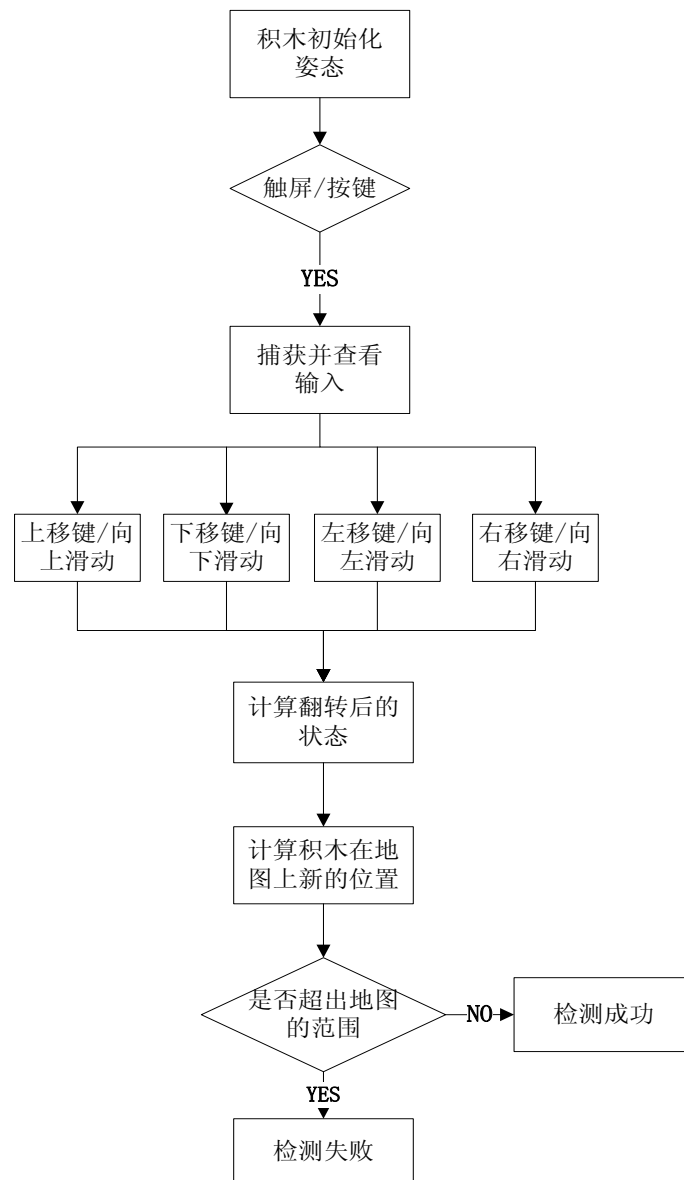 积木初始化
姿态
触屏/按键
YES
捕获并查看
输入
上移键/向
上滑动
下移键/向
下滑动
左移键/向
左滑动
右移键/向
右滑动
计算翻转后的
状态
计算积木在地
图上新的位置
是否超出地图
的范围
NO
检测成功
YES
检测失败